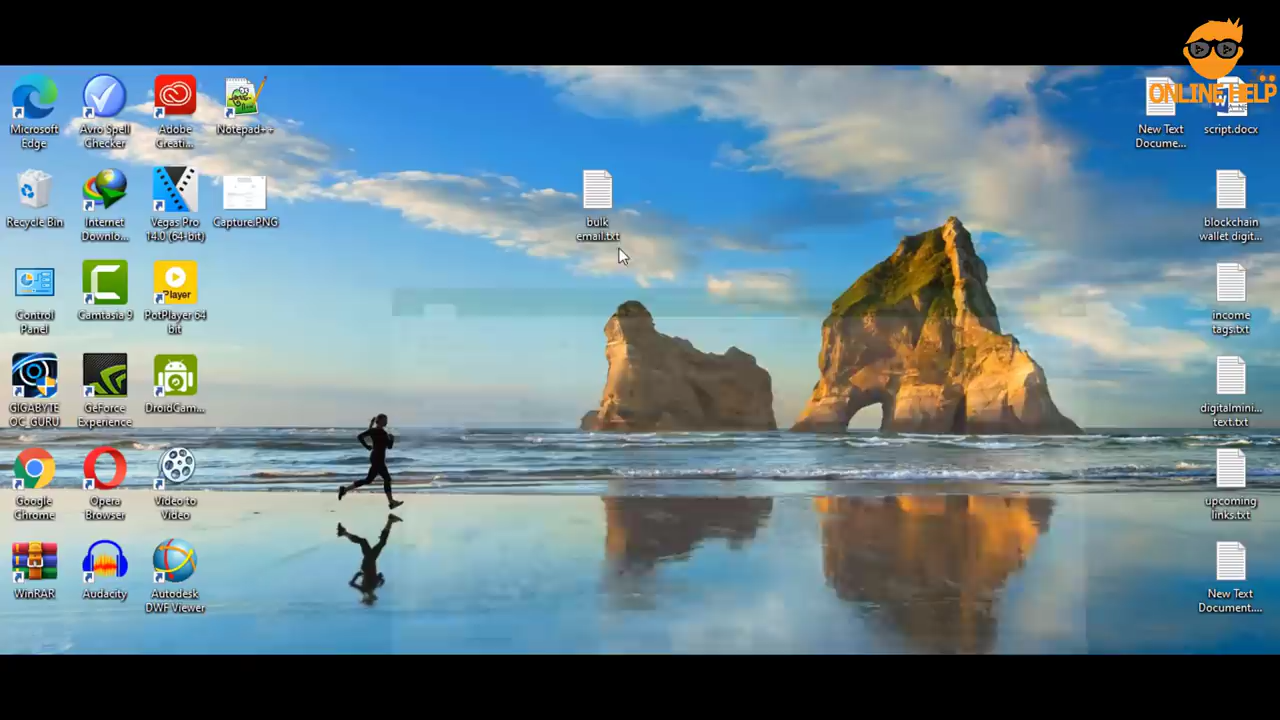 ONLINE HELP
Microsoft
Edge
Avro Spell
Checker
Adobe
Creati...
Notepad++
New Text
Docume...
script.docx
Recycle Bin
Internet
Downlo...
Vegas Pro
14.0 (64-bit)
Capture.PNG
bulk
email.txt
blockchain
wallet digit...
Control
Panel
Camtasia 9
Player
PotPlayer 64
bit
income
tags.txt
GIGABYTE
OC_GURU
GeForce
Experience
DroidCam...
digitalmini...
text.txt
Google
Chrome
Opera
Browser
Video to
Video
upcoming
links.txt
WinRAR
Audacity
Autodesk
DWF Viewer
New Text
Document....